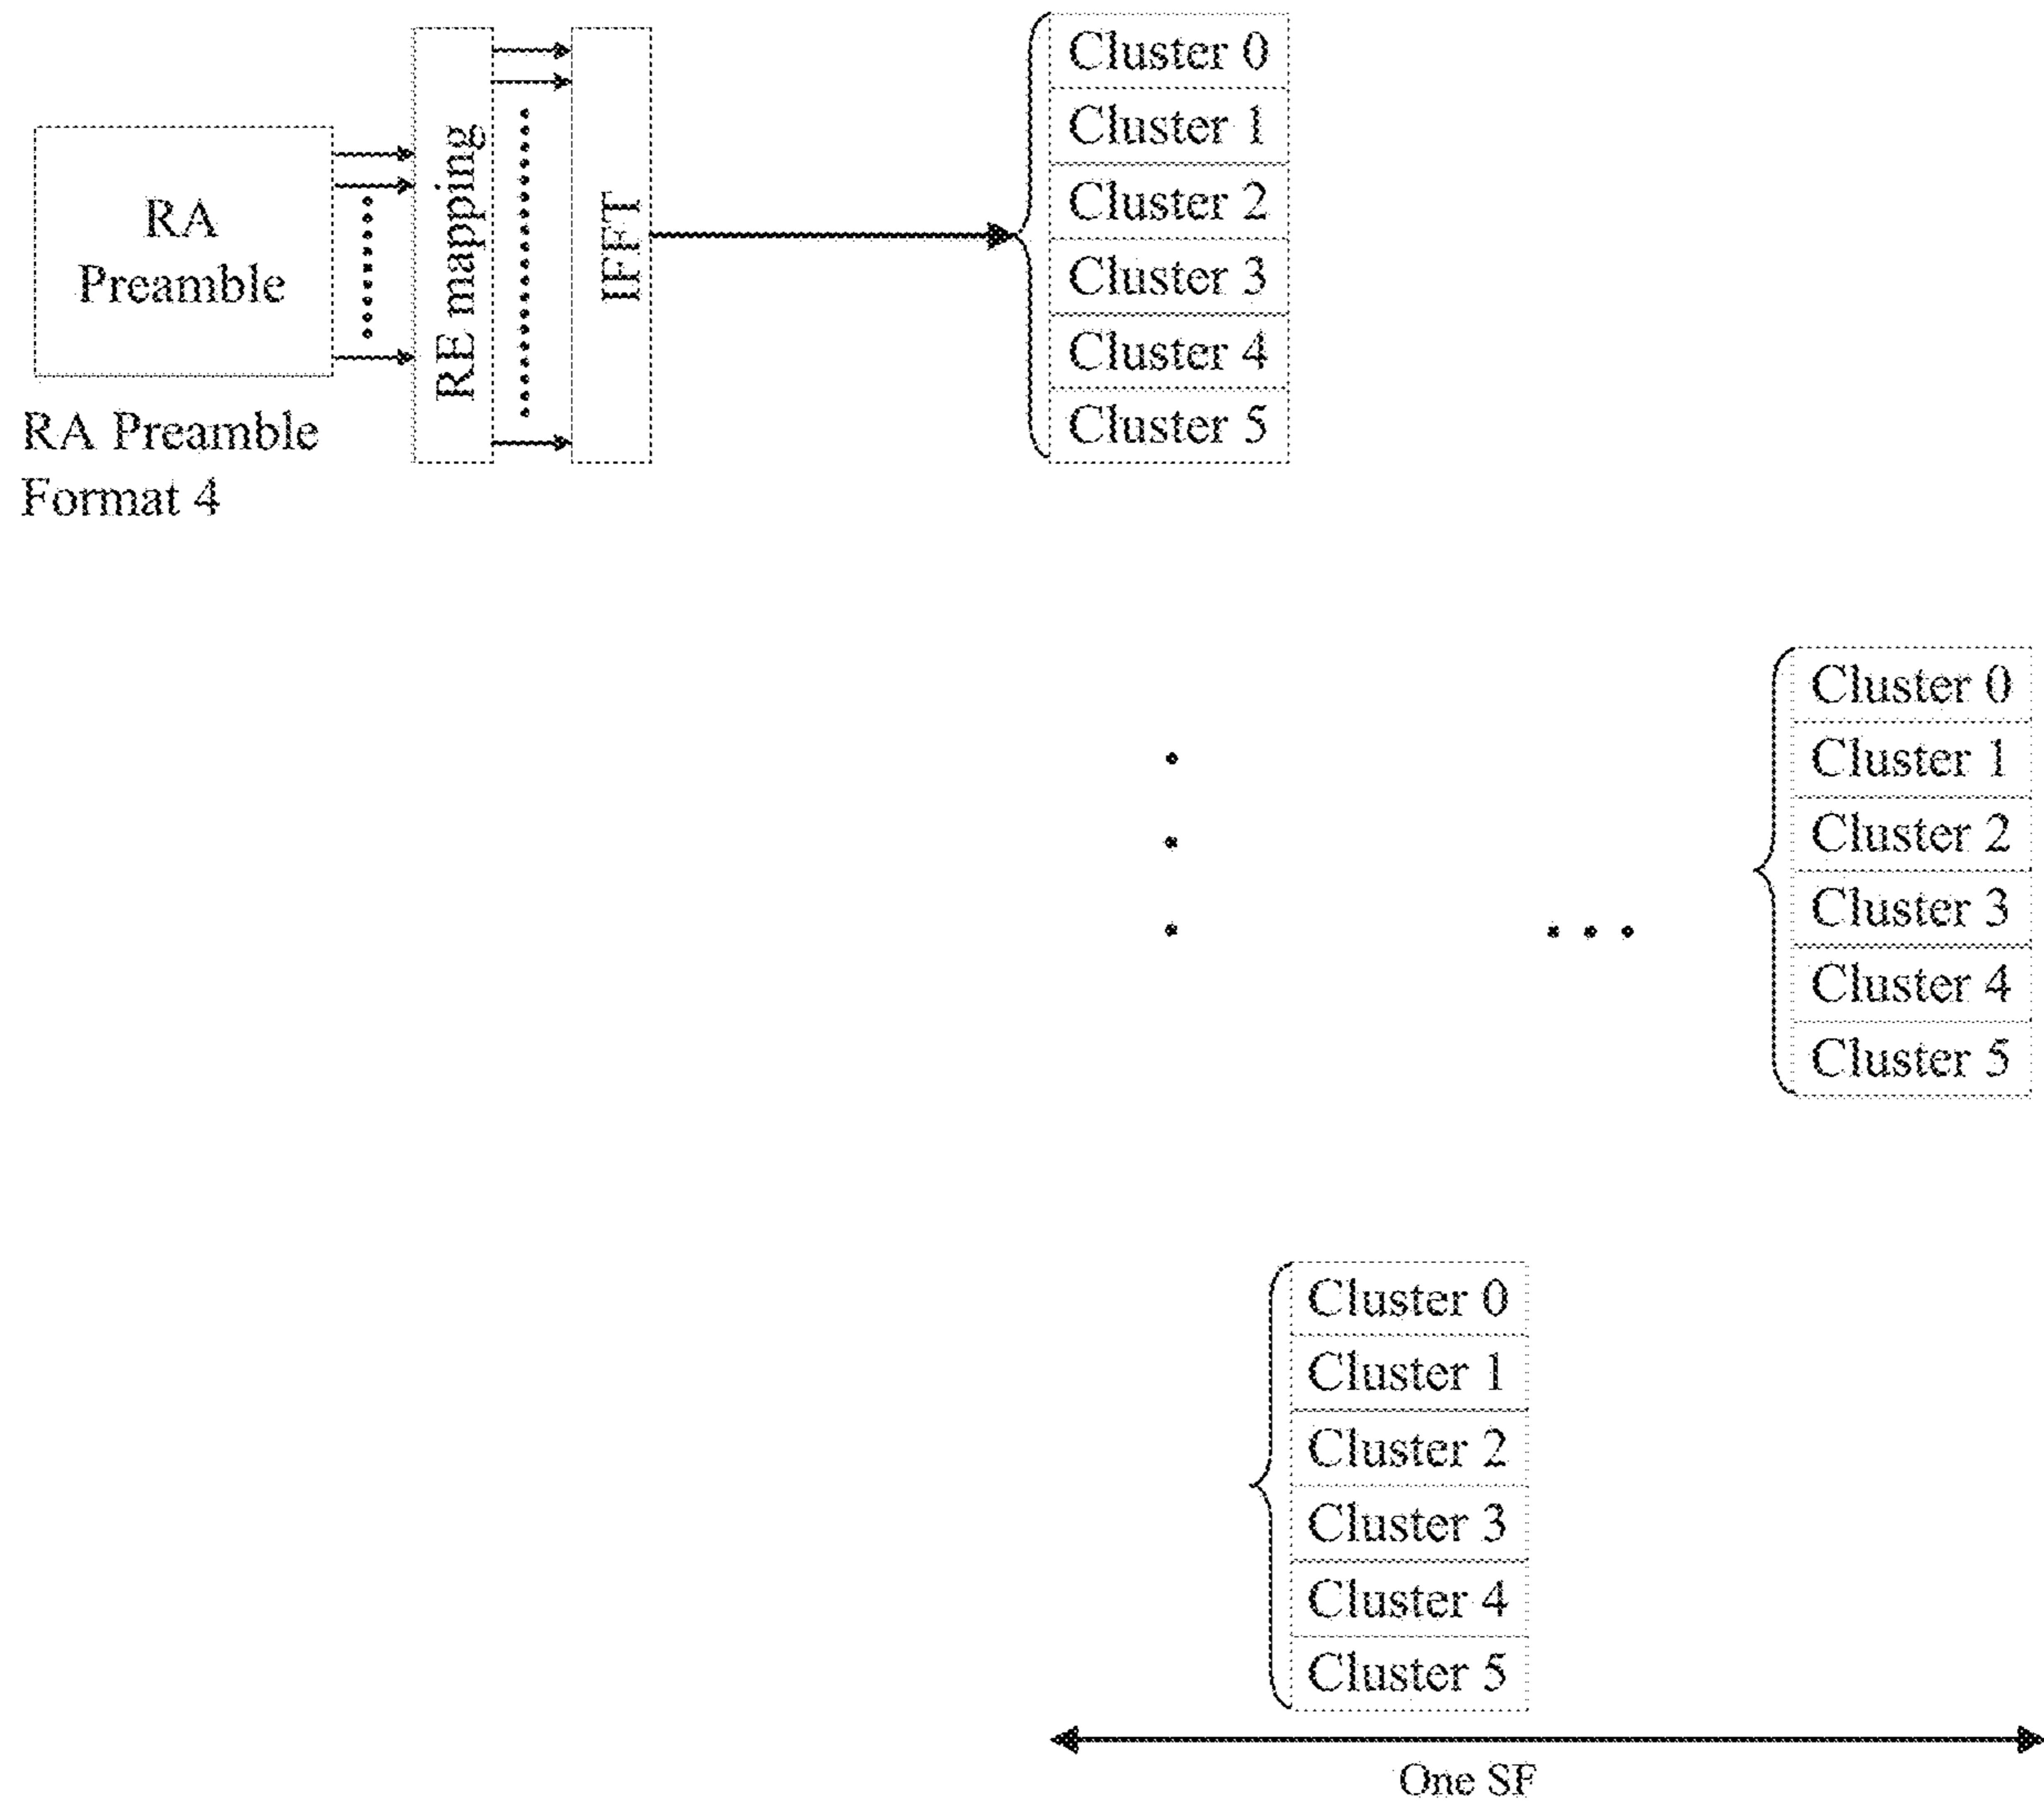 RA
Preamble
RA Preamble
Format 4
RE mapping
IFFT
Cluster 0
Cluster 1
Cluster 2
Cluster 3
Cluster 4
Cluster 5
Cluster 0
Cluster 1
Cluster 2
Cluster 3
Cluster 4
Cluster 5
Cluster 0
Cluster 1
Cluster 2
Cluster 3
Cluster 4
Cluster 5
One SF